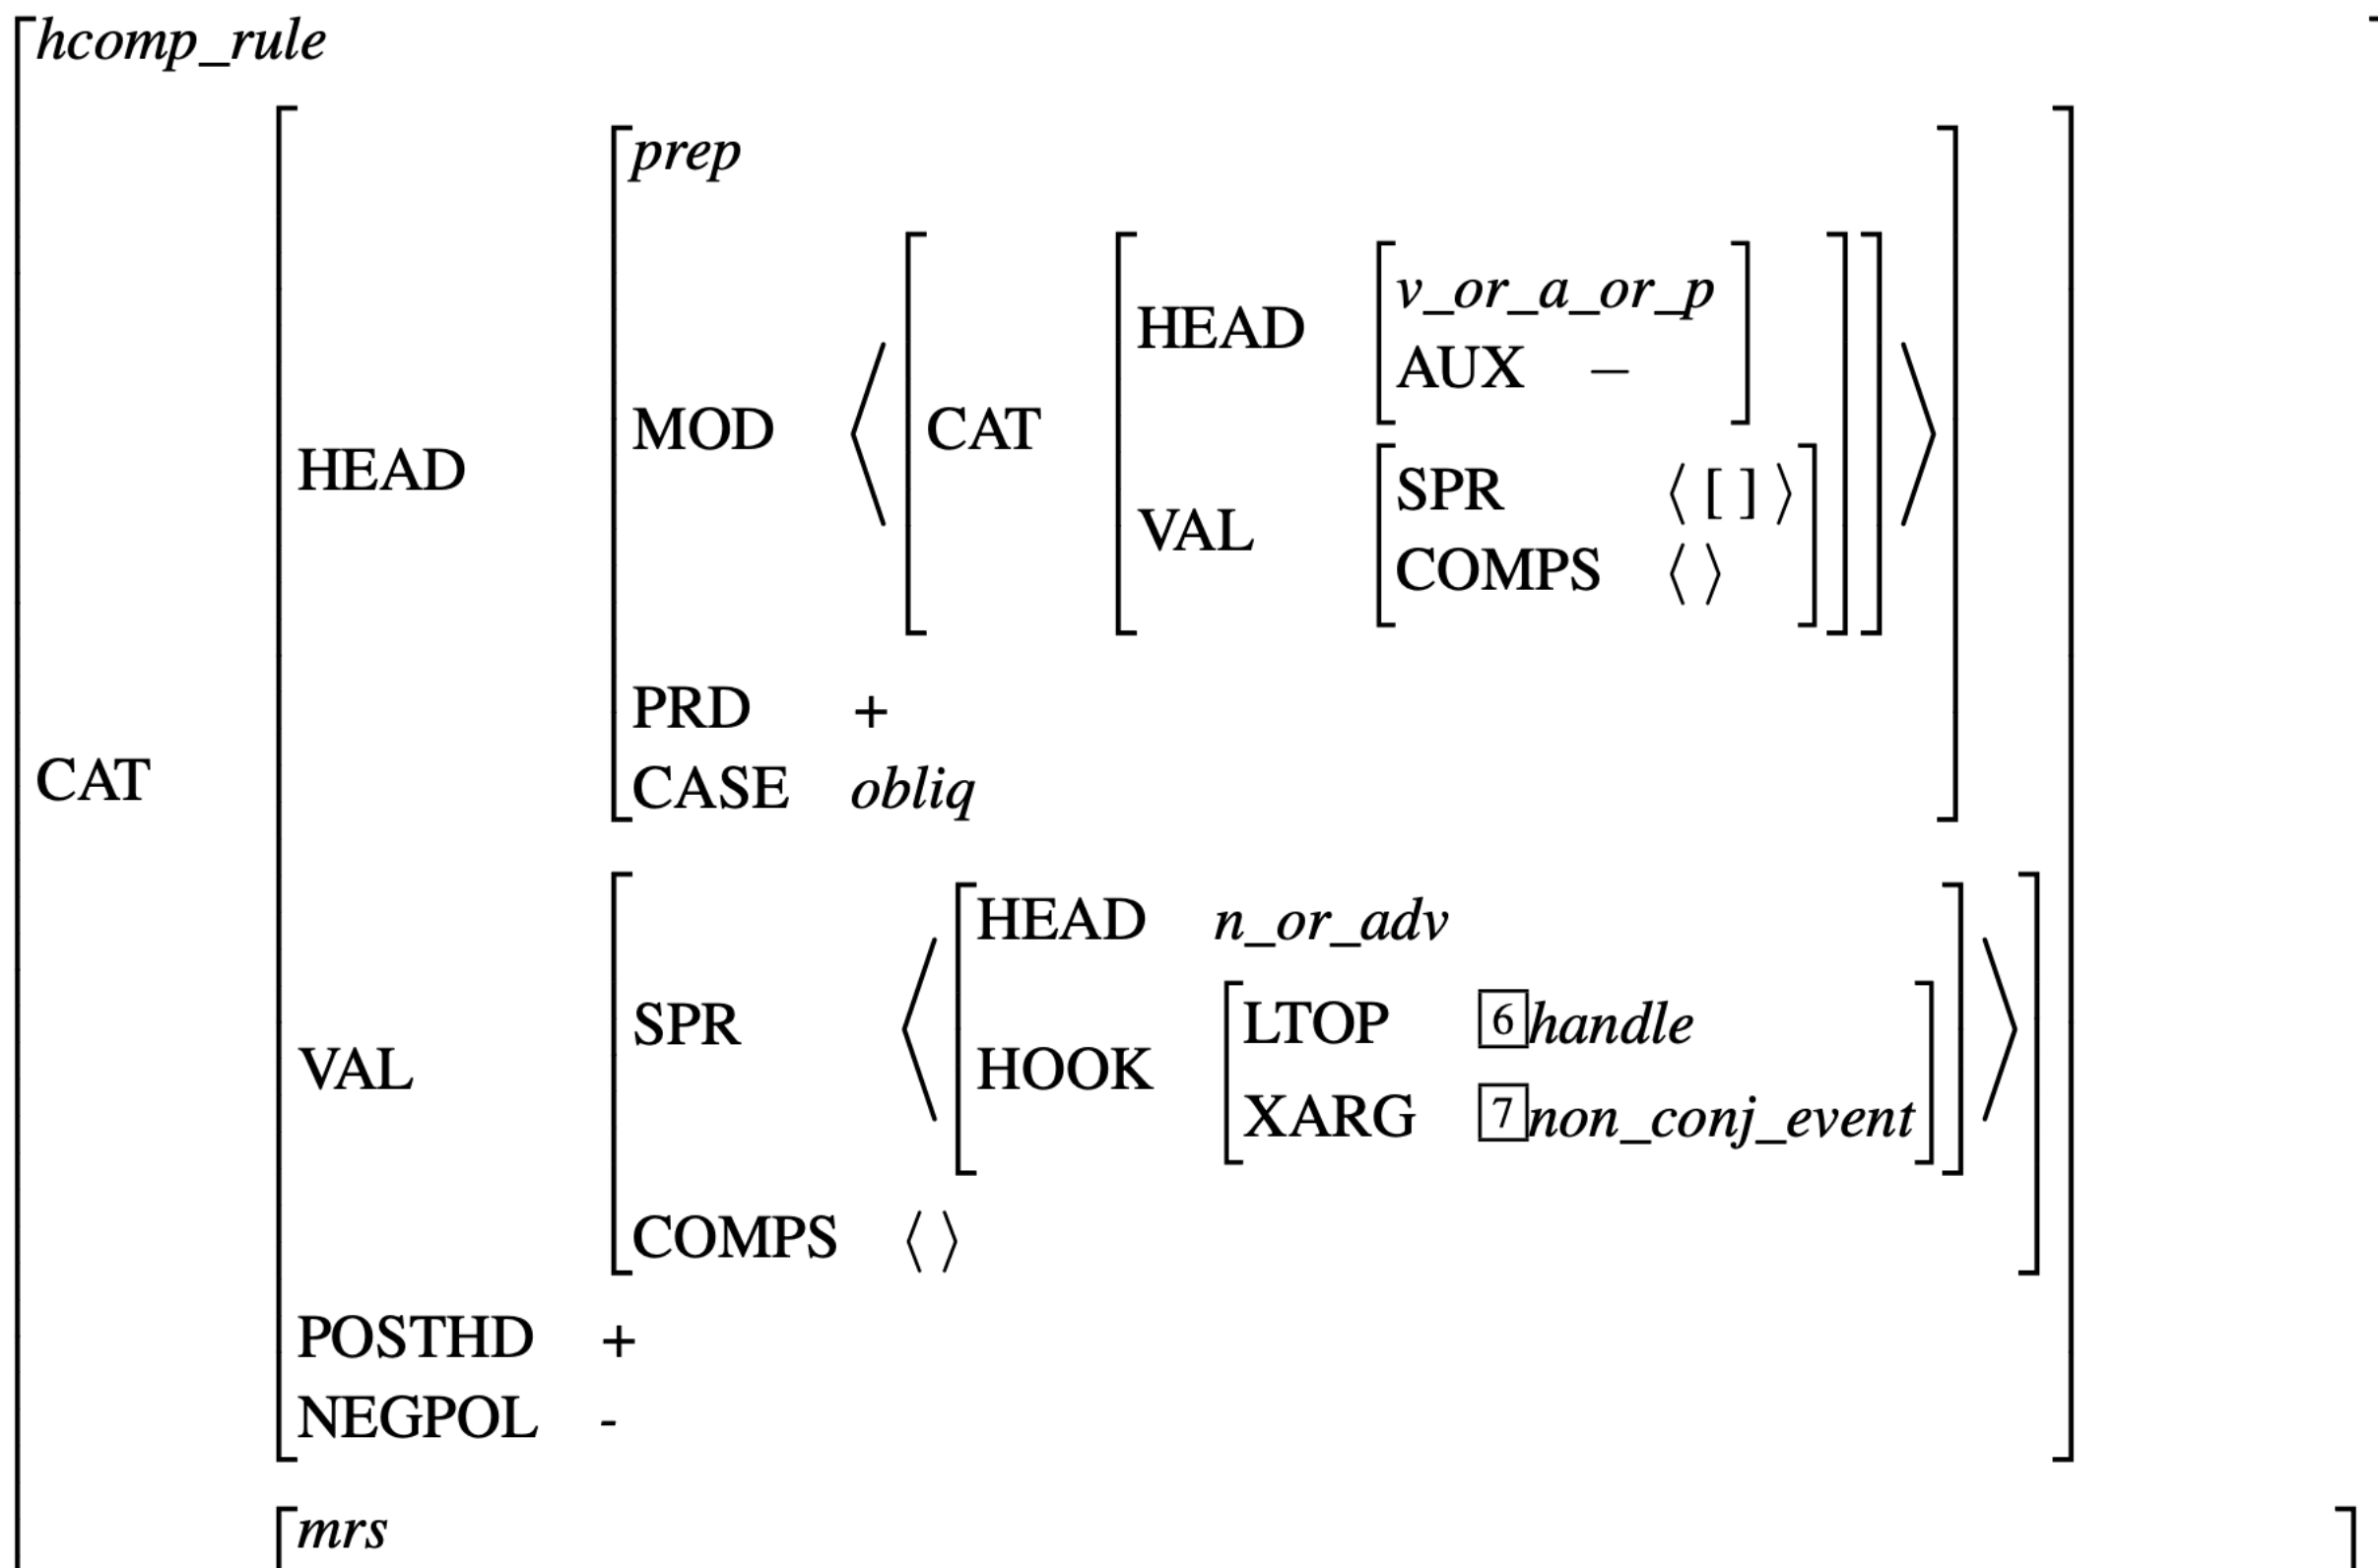 hcomp_rule
prep
v_or_a_or_p
HEAD
AUX −
MOD ⟨ CAT
HEAD
SPR ⟨ [ ] ⟩
VAL
COMPS ⟨ ⟩
PRD +
CAT
CASE obliq
HEAD n_or_adv
SPR
LTOP 6 handle
VAL
HOOK
XARG 7 non_conj_event
COMPS ⟨ ⟩
POSTHD +
NEGPOL -
mrs